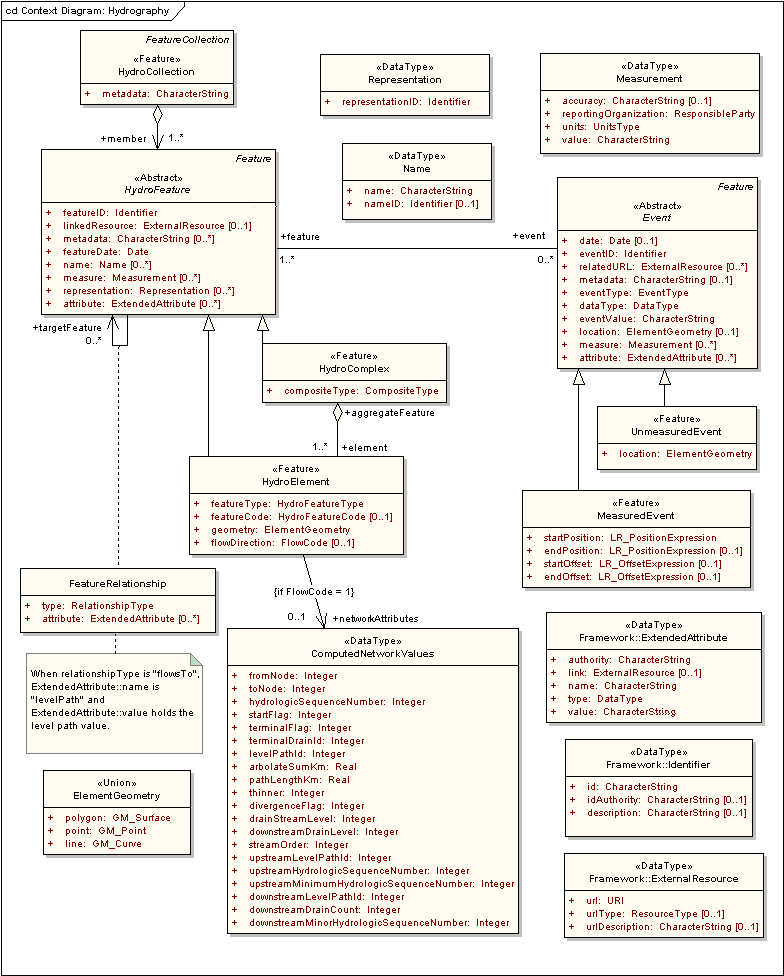 cd Context Diagram: Hydrography
FeatureCollection
«Feature»
HydroCollection
+ metadata: CharacterString
+member 1..*
«DataType»
Representation
+ representationID: Identifier
«DataType»
Measurement
+ accuracy: CharacterString [0..1]
+ reportingOrganization: ResponsibleParty
+ units: UnitsType
+ value: CharacterString
«DataType»
Name
+ name: CharacterString
+ nameID: Identifier [0..1]
Feature
«Abstract»
HydroFeature
+ featureID: Identifier
+ linkedResource: ExternalResource [0..1]
+ metadata: CharacterString [0..*]
+ featureDate: Date
+ name: Name [0..*]
+ measure: Measurement [0..*]
+ representation: Representation [0..*]
+ attribute: ExtendedAttribute [0..*]
+feature
1..*
+event
0..*
Feature
«Abstract»
Event
+ date: Date [0..1]
+ eventID: Identifier
+ relatedURL: ExternalResource [0..*]
+ metadata: CharacterString [0..1]
+ eventType: EventType
+ dataType: DataType
+ eventValue: CharacterString
+ location: ElementGeometry [0..1]
+ measure: Measurement [0..*]
+ attribute: ExtendedAttribute [0..*]
+targetFeature
0..*
«Feature»
HydroComplex
+ compositeType: CompositeType
+aggregateFeature
1..* +element
«Feature»
UnmeasuredEvent
+ location: ElementGeometry
«Feature»
HydroElement
+ featureType: HydroFeatureType
+ featureCode: HydroFeatureCode [0..1]
+ geometry: ElementGeometry
+ flowDirection: FlowCode [0..1]
«Feature»
MeasuredEvent
+ startPosition: LR_PositionExpression
+ endPosition: LR_PositionExpression [0..1]
+ startOffset: LR_OffsetExpression [0..1]
+ endOffset: LR_OffsetExpression [0..1]
{if FlowCode = 1}
0..1 +networkAttributes
FeatureRelationship
+ type: RelationshipType
+ attribute: ExtendedAttribute [0..*]
When relationshipType is "flowsTo",
ExtendedAttribute::name is
"levelPath" and
ExtendedAttribute::value holds the
level path value.
«Union»
ElementGeometry
+ polygon: GM_Surface
+ point: GM_Point
+ line: GM_Curve
«DataType»
ComputedNetworkValues
+ fromNode: Integer
+ toNode: Integer
+ hydrologicSequenceNumber: Integer
+ startFlag: Integer
+ terminalFlag: Integer
+ terminalDrainId: Integer
+ levelPathId: Integer
+ arbolateSumKm: Real
+ pathLengthKm: Real
+ thinner: Integer
+ divergenceFlag: Integer
+ drainStreamLevel: Integer
+ downstreamDrainLevel: Integer
+ streamOrder: Integer
+ upstreamLevelPathId: Integer
+ upstreamHydrologicSequenceNumber: Integer
+ upstreamMinimumHydrologicSequenceNumber: Integer
+ downstreamLevelPathId: Integer
+ downstreamDrainCount: Integer
+ downstreamMinorHydrologicSequenceNumber: Integer
«DataType»
Framework::ExtendedAttribute
+ authority: CharacterString
+ link: ExternalResource [0..1]
+ name: CharacterString
+ type: DataType
+ value: CharacterString
«DataType»
Framework::Identifier
+ id: CharacterString
+ idAuthority: CharacterString [0..1]
+ description: CharacterString [0..1]
«DataType»
Framework::ExternalResource
+ url: URI
+ urlType: ResourceType [0..1]
+ urlDescription: CharacterString [0..1]